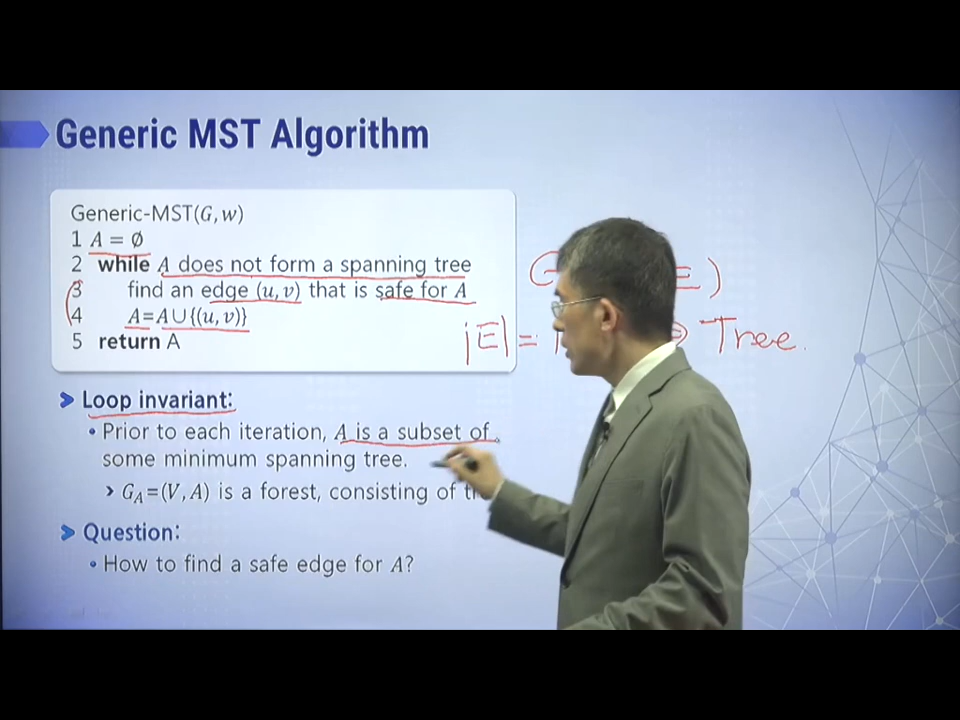 Generic MST Algorithm
Generic-MST(G, w)
1 A = ∅
2 while A does not form a spanning tree
3 find an edge (u, v) that is safe for A
4 A=A∪{(u, v)}
5 return A
E)
|E|= Tree.
Loop invariant:
• Prior to each iteration, A is a subset of
some minimum spanning tree.
G_A=(V, A) is a forest, consisting of
Question:
• How to find a safe edge for A?